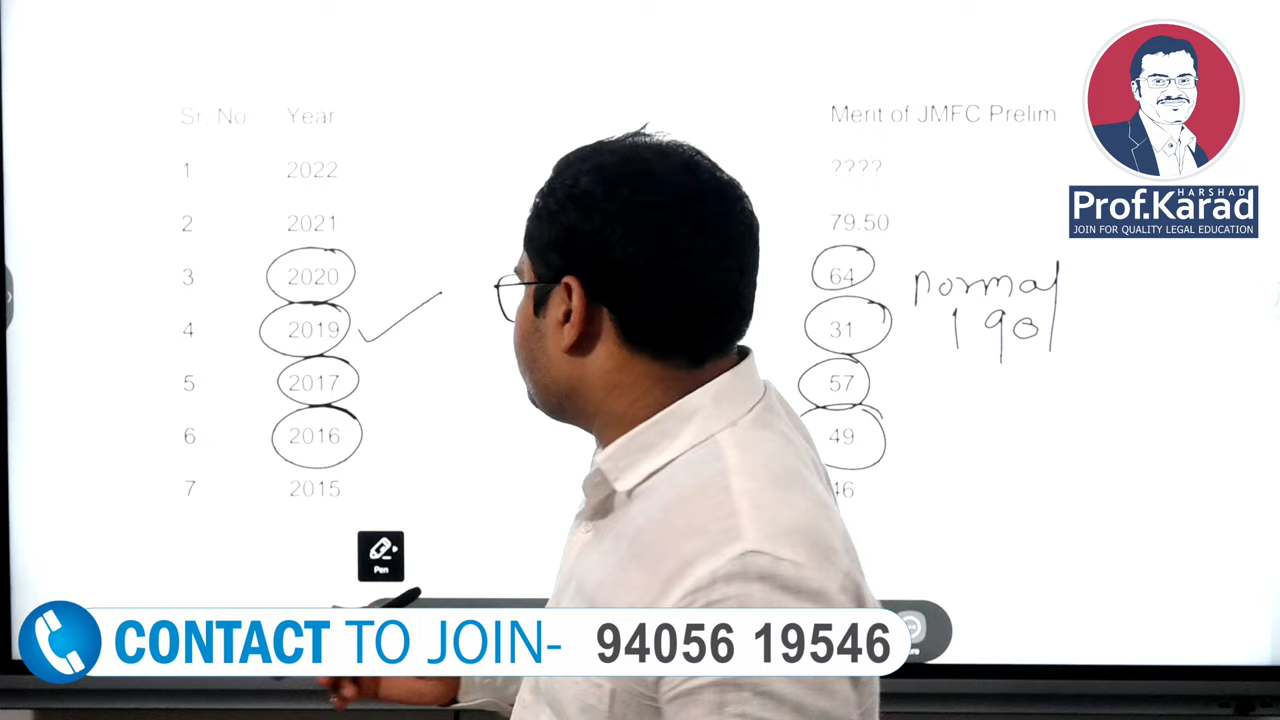 Sr. No Year Merit of JMFC Prelim
1 2022 ????
2 2021 79.50
3 2020 64
normal
4 2019 31
190
5 2017 57
6 2016 49
7 2015 46
Pen
HARSHAD
Prof.Karad
JOIN FOR QUALITY LEGAL EDUCATION
CONTACT TO JOIN- 94056 19546